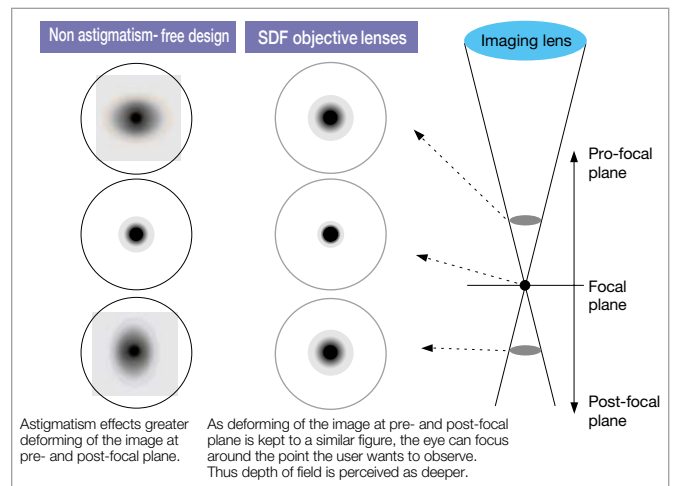 Non astigmatism- free design
SDF objective lenses
Imaging lens
Pro-focal
plane
Focal
plane
Post-focal
plane
Astigmatism effects greater
deforming of the image at
pre- and post-focal plane.
As deforming of the image at pre- and post-focal
plane is kept to a similar figure, the eye can focus
around the point the user wants to observe.
Thus depth of field is perceived as deeper.